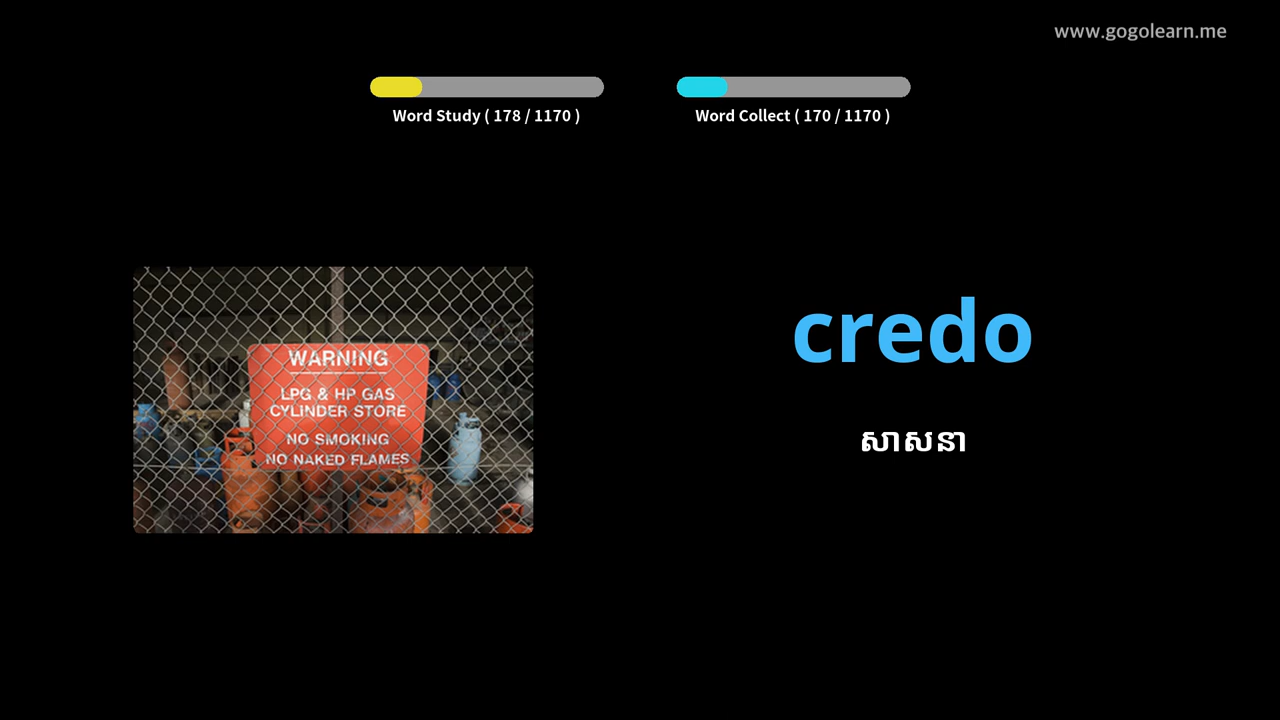 www.gogolearn.me
Word Study ( 178 / 1170 )
Word Collect ( 170 / 1170 )
WARNING
LPG & HP GAS
CYLINDER STORE
NO SMOKING
NO NAKED FLAMES
credo
សាសនា